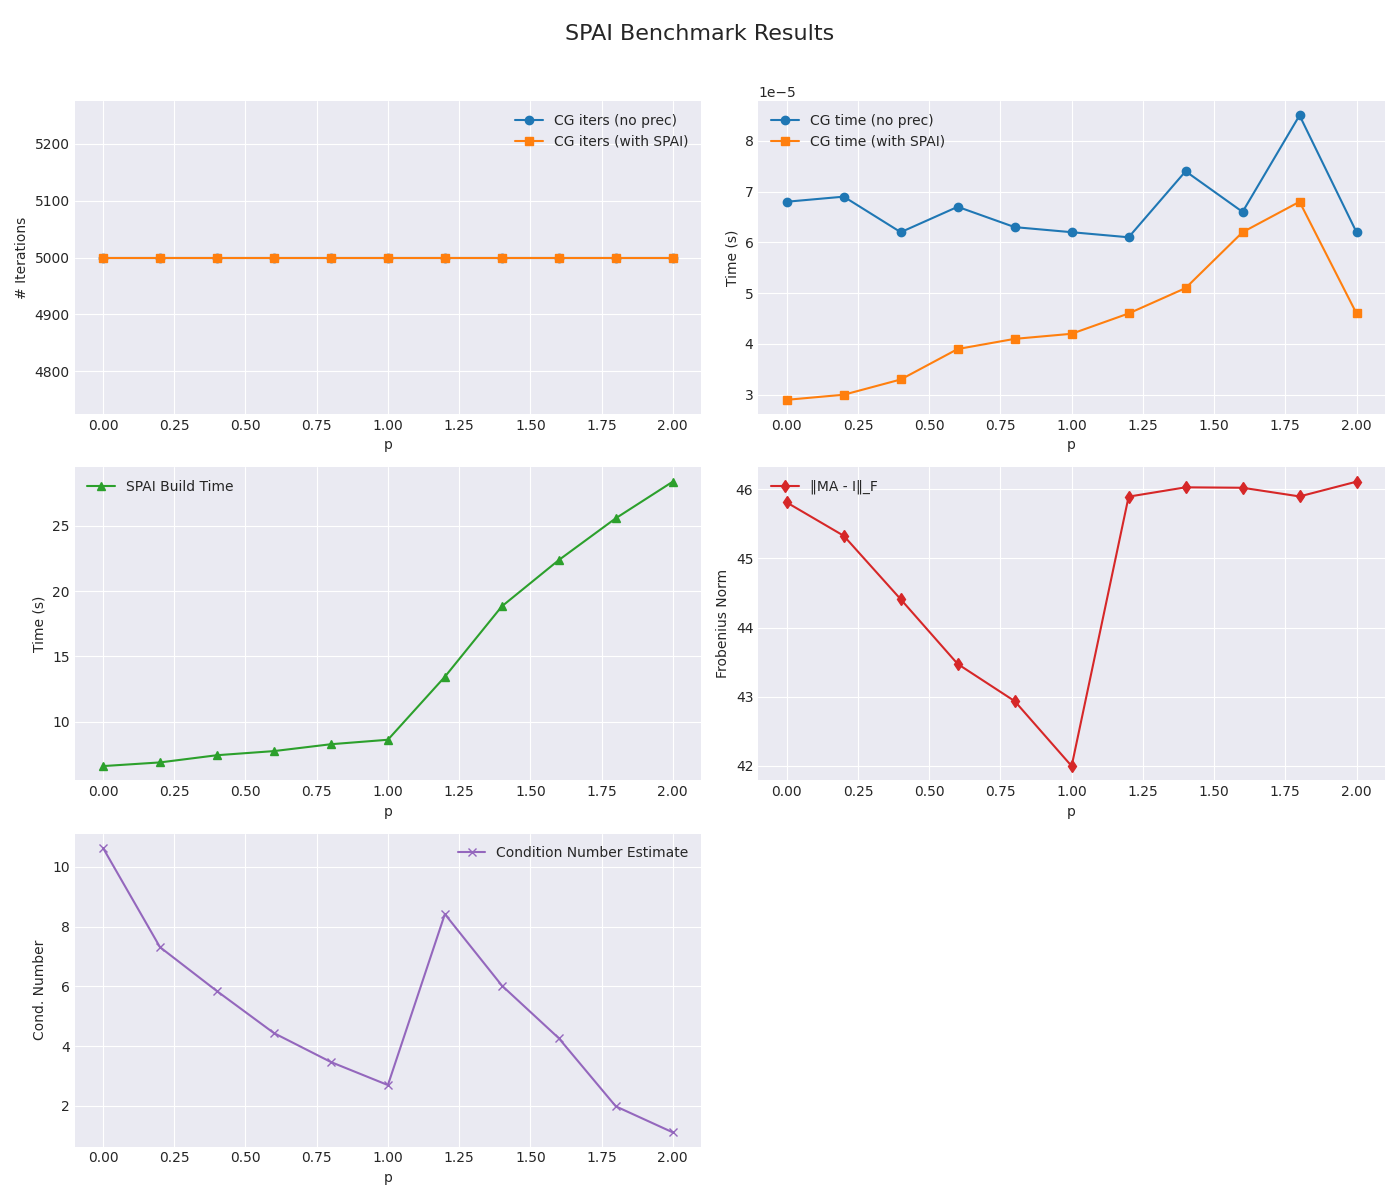 SPAI Benchmark Results
CG iters (no prec)
CG iters (with SPAI)
5200
5100
5000
4900
4800
# Iterations
0.00 0.25 0.50 0.75 1.00 1.25 1.50 1.75 2.00
p
1e−5
CG time (no prec)
CG time (with SPAI)
8
7
6
5
4
3
Time (s)
0.00 0.25 0.50 0.75 1.00 1.25 1.50 1.75 2.00
p
SPAI Build Time
25
20
15
10
Time (s)
0.00 0.25 0.50 0.75 1.00 1.25 1.50 1.75 2.00
p
‖MA - I‖_F
46
45
44
43
42
Frobenius Norm
0.00 0.25 0.50 0.75 1.00 1.25 1.50 1.75 2.00
p
Condition Number Estimate
10
8
6
4
2
Cond. Number
0.00 0.25 0.50 0.75 1.00 1.25 1.50 1.75 2.00
p